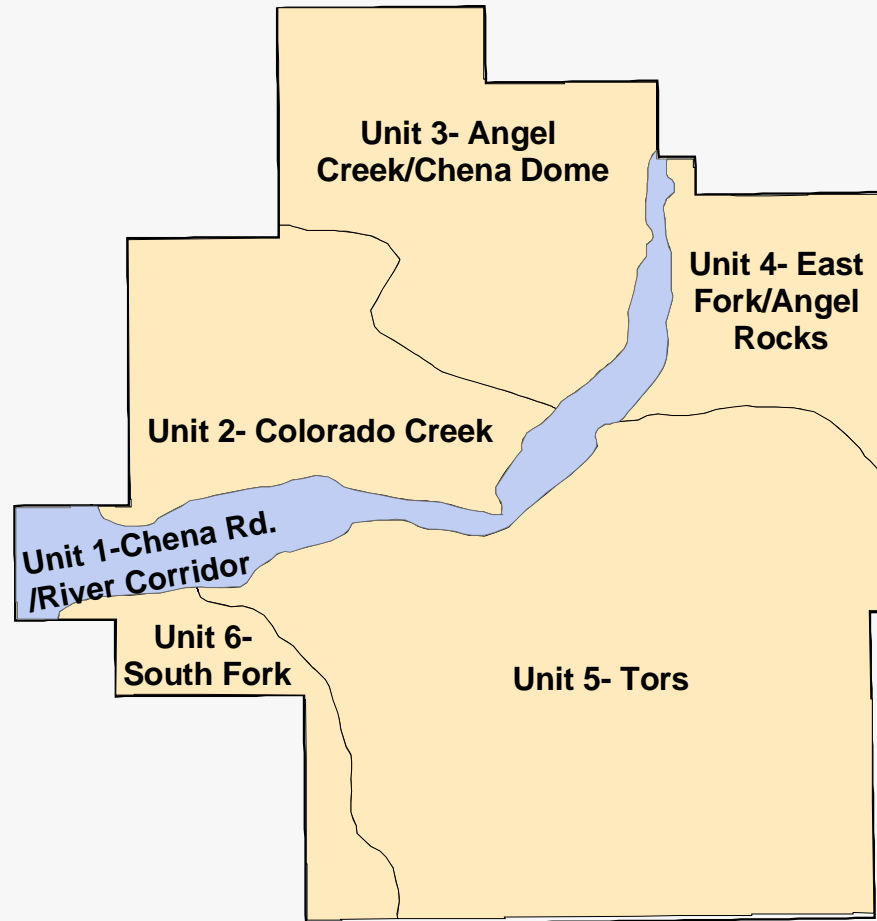 Unit 3- Angel
Creek/Chena Dome
Unit 4- East
Fork/Angel
Rocks
Unit 2- Colorado Creek
Unit 1-Chena Rd.
/River Corridor
Unit 6-
South Fork
Unit 5- Tors